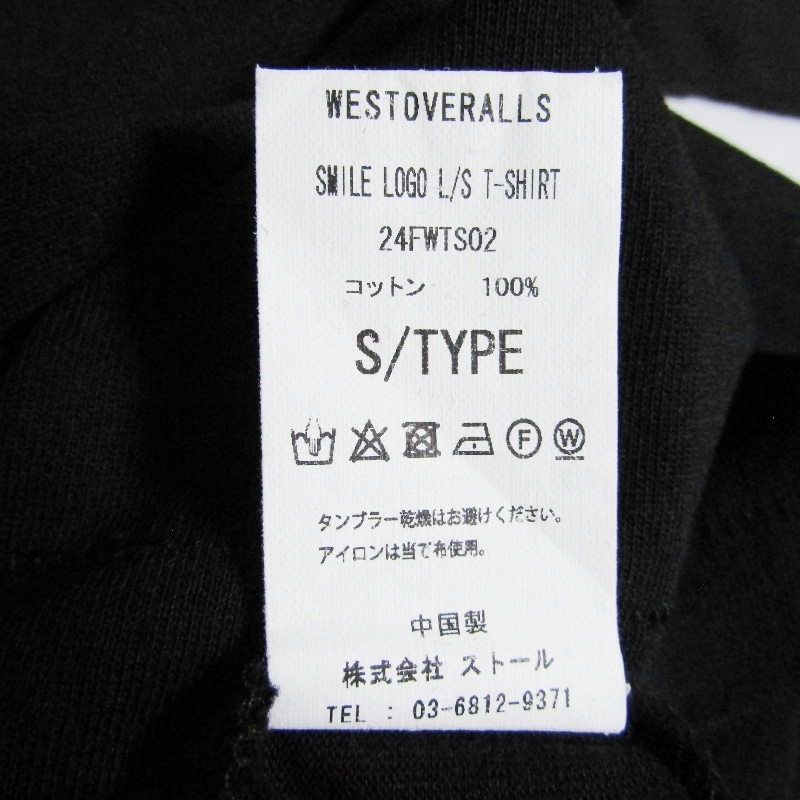 WESTOVERALLS
SMILE LOGO L/S T-SHIRT
24FWTS02
コットン 100%
S/TYPE
F W
タンブラー乾燥はお避けください。
アイロンは当て布使用。
中国製
株式会社 ストール
TEL : 03-6812-9371